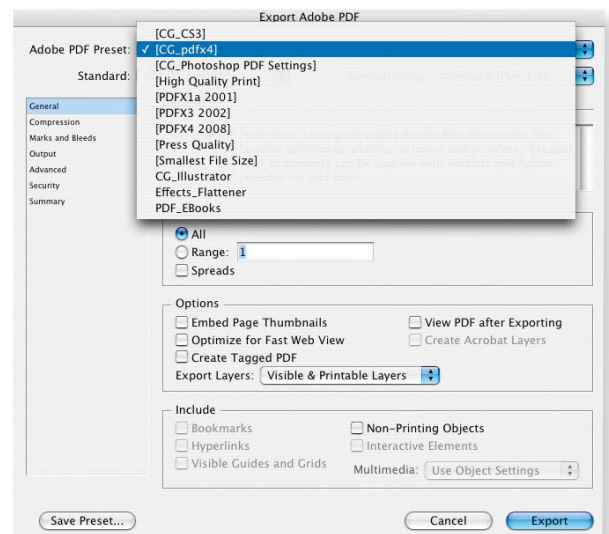 Export Adobe PDF
Adobe PDF Preset:
[CG_CS3]
✓ [CG_pdfx4]
[CG_Photoshop PDF Settings]
[High Quality Print]
[PDFX1a 2001]
[PDFX3 2002]
[PDFX4 2008]
[Press Quality]
[Smallest File Size]
CG_Illustrator
Effects_Flattener
PDF_EBooks
Standard:
General
Compression
Marks and Bleeds
Output
Advanced
Security
Summary
All
Range: 1
Spreads
Options
Embed Page Thumbnails View PDF after Exporting
Optimize for Fast Web View Create Acrobat Layers
Create Tagged PDF
Export Layers: Visible & Printable Layers
Include
Bookmarks Non-Printing Objects
Hyperlinks Interactive Elements
Visible Guides and Grids Multimedia: Use Object Settings
Save Preset... Cancel Export